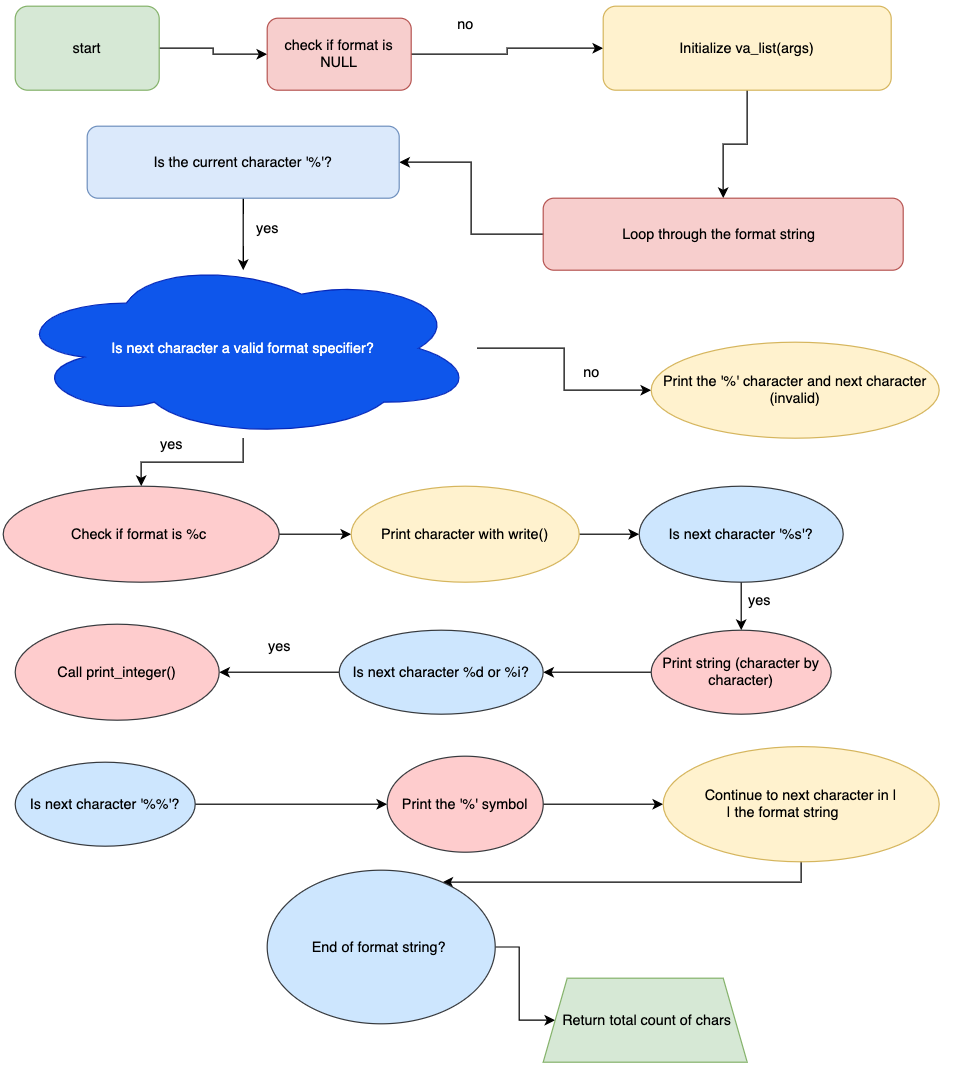 start
check if format is
NULL
no
Initialize va_list(args)
Is the current character '%'?
yes
Loop through the format string
Is next character a valid format specifier?
no
Print the '%' character and next character
(invalid)
yes
Check if format is %c
Print character with write()
Is next character '%s'?
yes
Call print_integer()
yes
Is next character %d or %i?
Print string (character by
character)
Is next character '%%'?
Print the '%' symbol
Continue to next character in |
| the format string
End of format string?
Return total count of chars